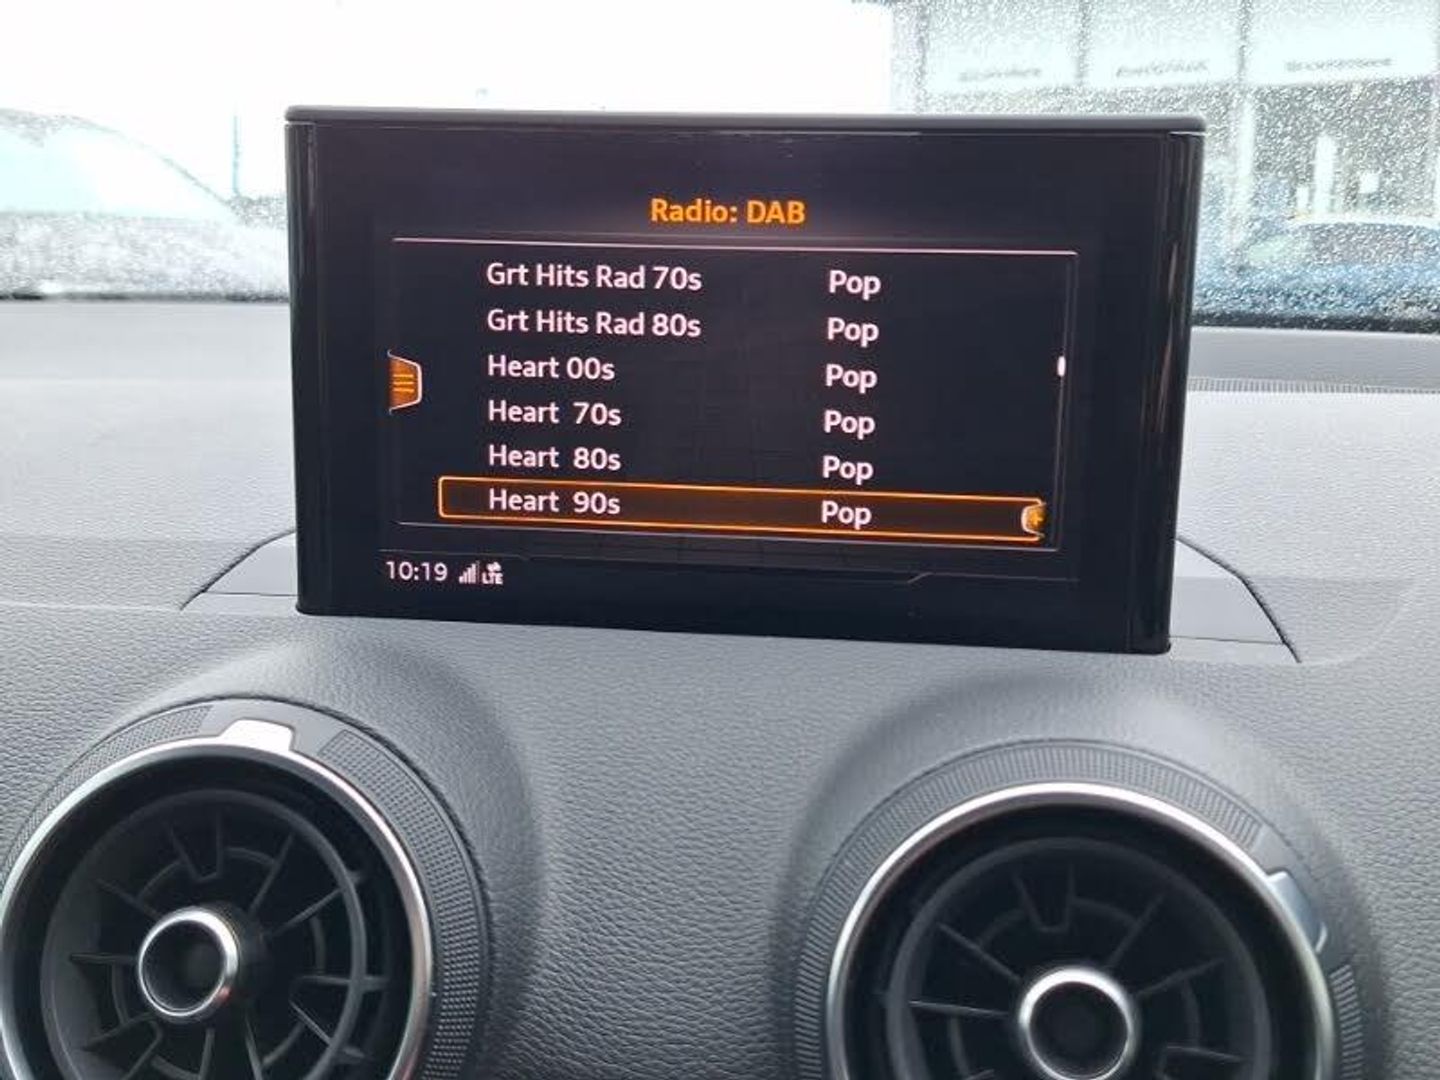 Radio: DAB
Grt Hits Rad 70s Pop
Grt Hits Rad 80s Pop
Heart 00s Pop
Heart 70s Pop
Heart 80s Pop
Heart 90s Pop
10:19 LTE